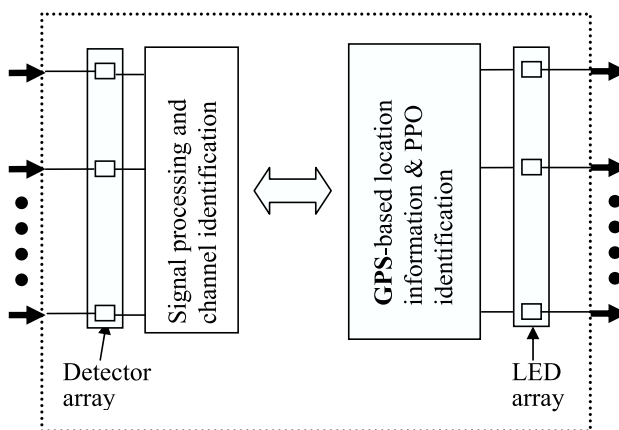 Signal processing and
channel identification
GPS-based location
information & PPO
identification
Detector
array
LED
array